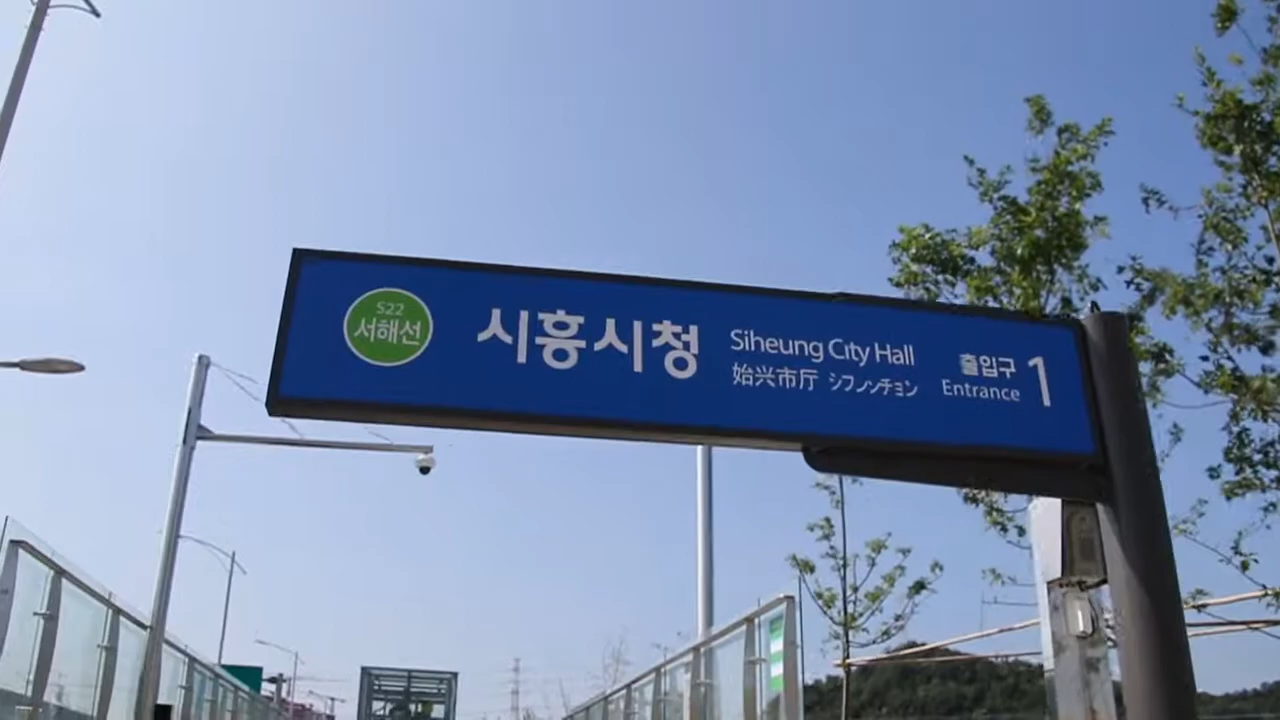 S22
서해선
시흥시청
Siheung City Hall
始兴市厅 シフンシチョン
출입구
Entrance
1